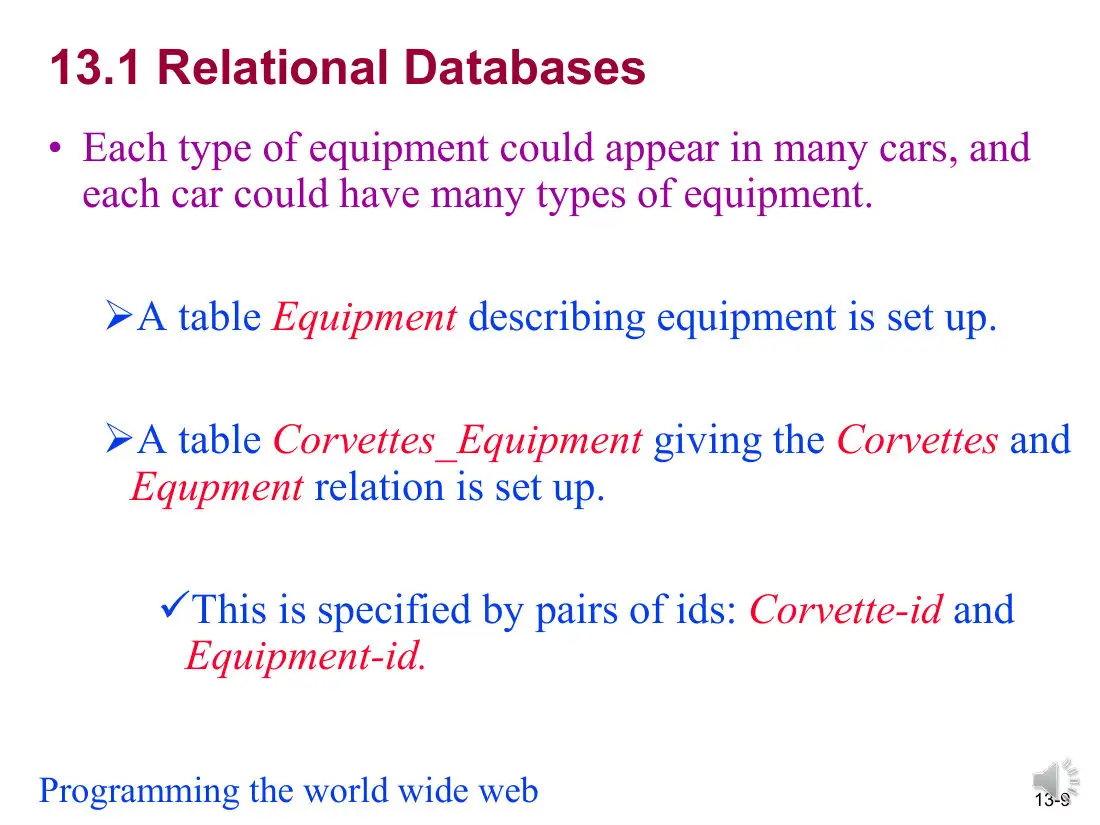 13.1 Relational Databases
• Each type of equipment could appear in many cars, and
each car could have many types of equipment.
➢A table Equipment describing equipment is set up.
➢A table Corvettes_Equipment giving the Corvettes and
Equpment relation is set up.
✓This is specified by pairs of ids: Corvette-id and
Equipment-id.
Programming the world wide web
13-9